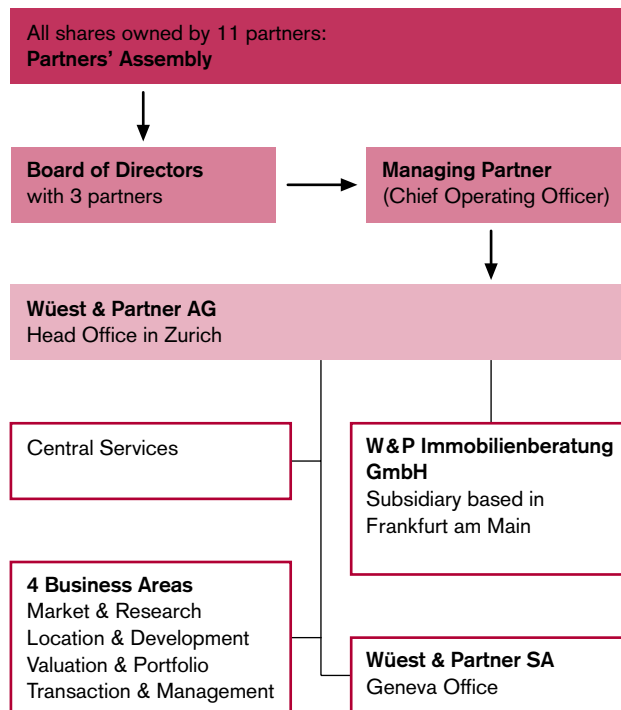 All shares owned by 11 partners:
Partners’ Assembly
Board of Directors
with 3 partners
Managing Partner
(Chief Operating Officer)
Wüest & Partner AG
Head Office in Zurich
Central Services
W&P Immobilienberatung
GmbH
Subsidiary based in
Frankfurt am Main
4 Business Areas
Market & Research
Location & Development
Valuation & Portfolio
Transaction & Management
Wüest & Partner SA
Geneva Office